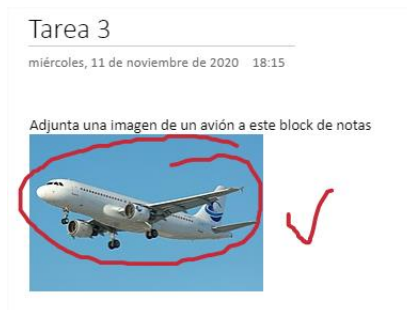 Tarea 3
miércoles, 11 de noviembre de 2020 18:15
Adjunta una imagen de un avión a este block de notas